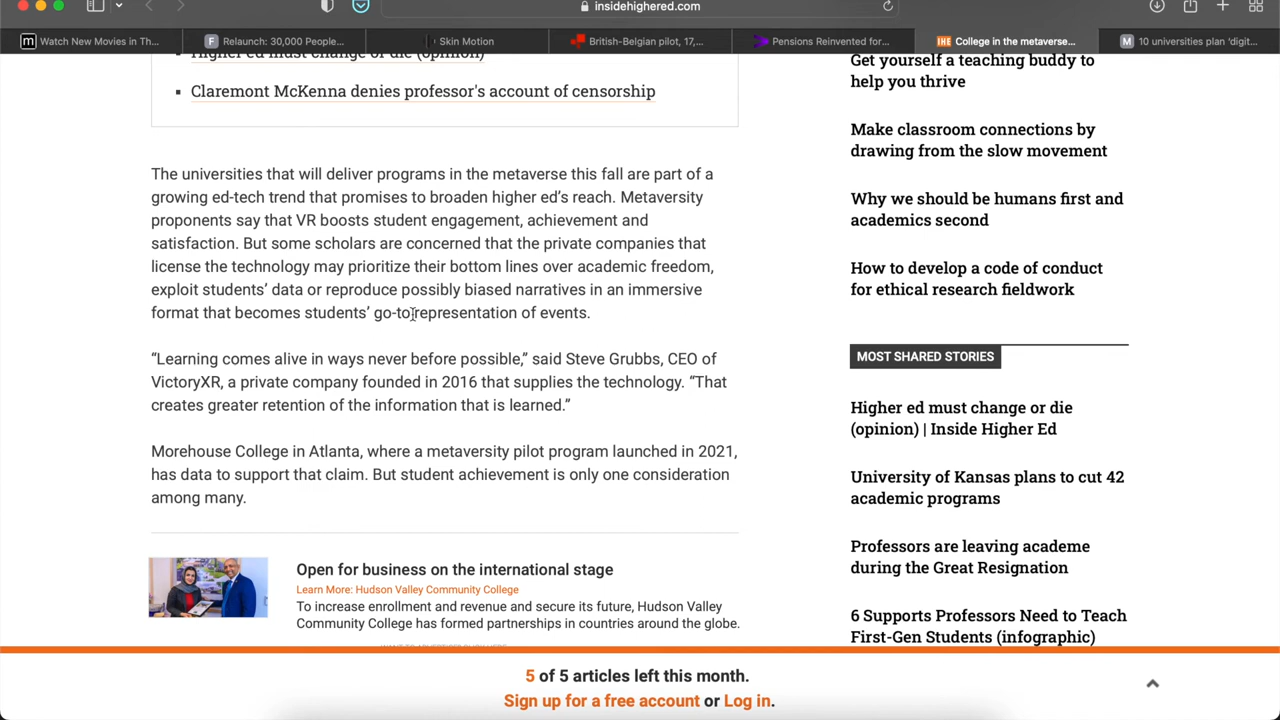 insidehighered.com
Watch New Movies in Th...
Relaunch: 30,000 People...
Skin Motion
British-Belgian pilot, 17,...
Pensions Reinvented for...
IHE College in the metaverse...
10 universities plan 'digit...
Higher ed must change or die (opinion)
Claremont McKenna denies professor's account of censorship
The universities that will deliver programs in the metaverse this fall are part of a
growing ed-tech trend that promises to broaden higher ed’s reach. Metaversity
proponents say that VR boosts student engagement, achievement and
satisfaction. But some scholars are concerned that the private companies that
license the technology may prioritize their bottom lines over academic freedom,
exploit students’ data or reproduce possibly biased narratives in an immersive
format that becomes students’ go-to representation of events.
“Learning comes alive in ways never before possible,” said Steve Grubbs, CEO of
VictoryXR, a private company founded in 2016 that supplies the technology. “That
creates greater retention of the information that is learned.”
Morehouse College in Atlanta, where a metaversity pilot program launched in 2021,
has data to support that claim. But student achievement is only one consideration
among many.
Open for business on the international stage
Learn More: Hudson Valley Community College
To increase enrollment and revenue and secure its future, Hudson Valley
Community College has formed partnerships in countries around the globe.
Get yourself a teaching buddy to
help you thrive
Make classroom connections by
drawing from the slow movement
Why we should be humans first and
academics second
How to develop a code of conduct
for ethical research fieldwork
MOST SHARED STORIES
Higher ed must change or die
(opinion) | Inside Higher Ed
University of Kansas plans to cut 42
academic programs
Professors are leaving academe
during the Great Resignation
6 Supports Professors Need to Teach
First-Gen Students (infographic)
5 of 5 articles left this month.
Sign up for a free account or Log in.